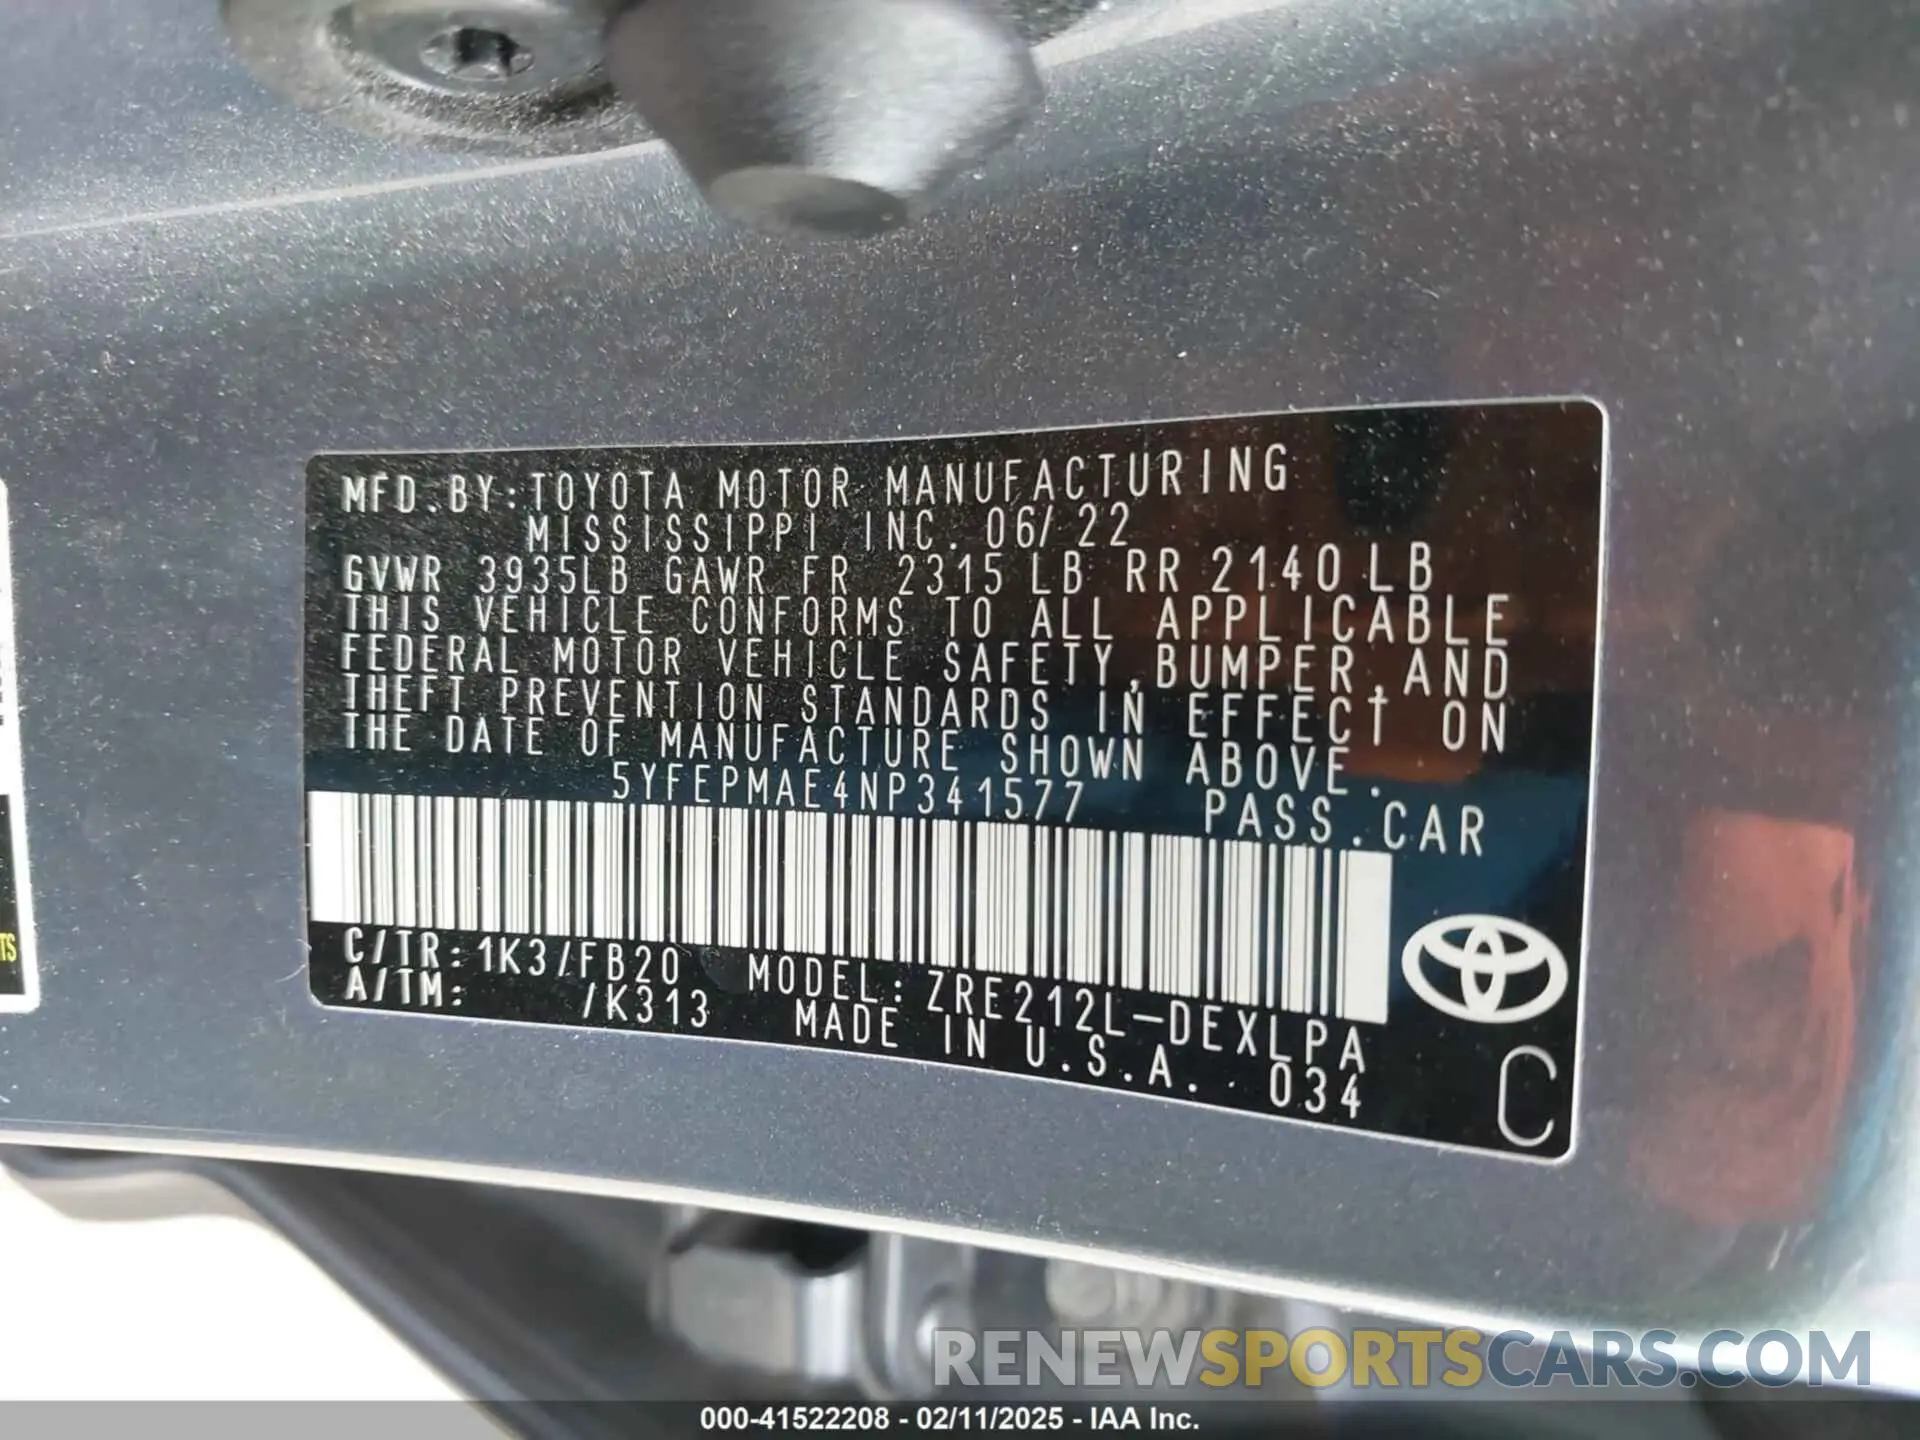 MFD.BY:TOYOTA MOTOR MANUFACTURING
MISSISSIPPI INC. 06/22
GVWR 3935LB GAWR FR 2315 LB RR 2140 LB
THIS VEHICLE CONFORMS TO ALL APPLICABLE
FEDERAL MOTOR VEHICLE SAFETY,BUMPER,AND
THEFT PREVENTION STANDARDS IN EFFECT ON
THE DATE OF MANUFACTURE SHOWN ABOVE.
5YFEPMAE4NP341577 PASS.CAR
C/TR:1K3/FB20 MODEL:ZRE212L-DEXLPA
A/TM: /K313 MADE IN U.S.A. 034
C
TS
RENEWSPORTSCARS.COM
000-41522208 - 02/11/2025 - IAA Inc.